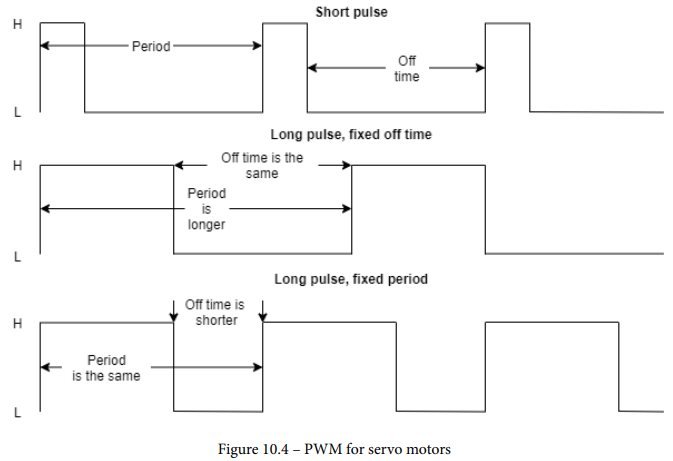 Short pulse
H
Period
Off
time
L
Long pulse, fixed off time
H
Off time is the
same
Period
is
longer
L
Long pulse, fixed period
Off time is
shorter
H
Period
is the same
L
Figure 10.4 – PWM for servo motors